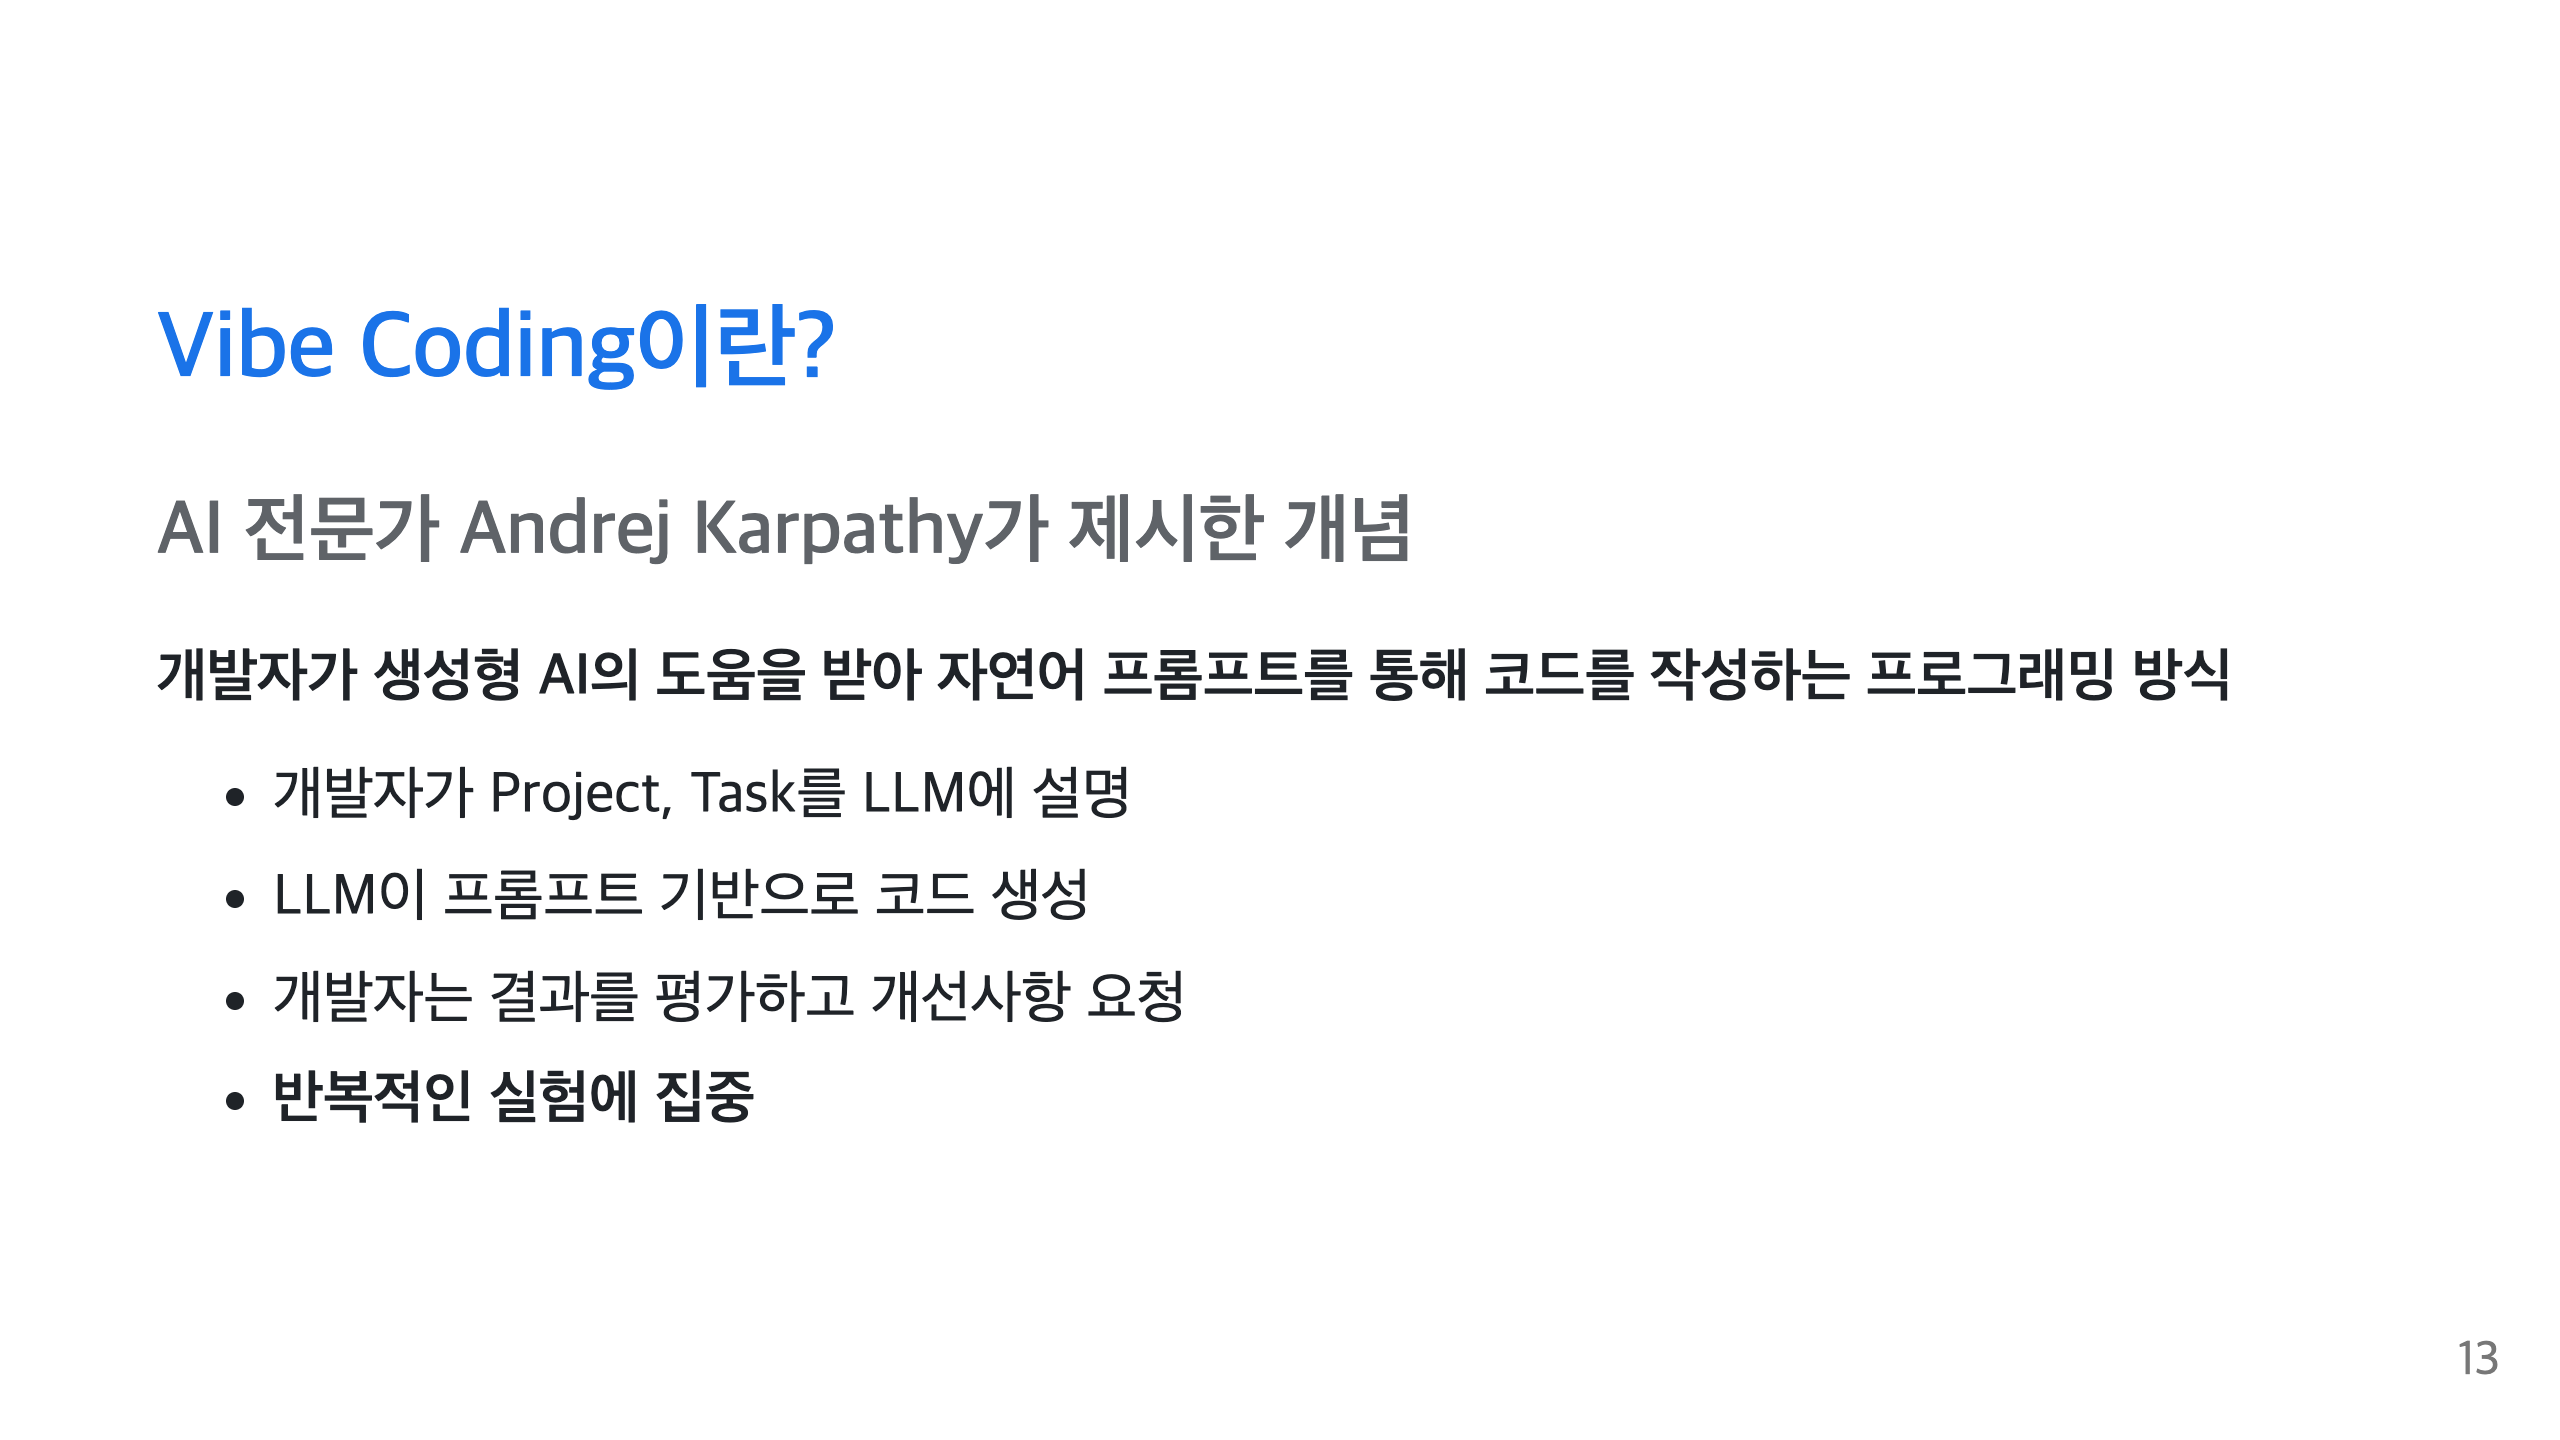 Vibe Coding이란?
AI 전문가 Andrej Karpathy가 제시한 개념
개발자가 생성형 AI의 도움을 받아 자연어 프롬프트를 통해 코드를 작성하는 프로그래밍 방식
• 개발자가 Project, Task를 LLM에 설명
• LLM이 프롬프트 기반으로 코드 생성
• 개발자는 결과를 평가하고 개선사항 요청
• 반복적인 실험에 집중
13